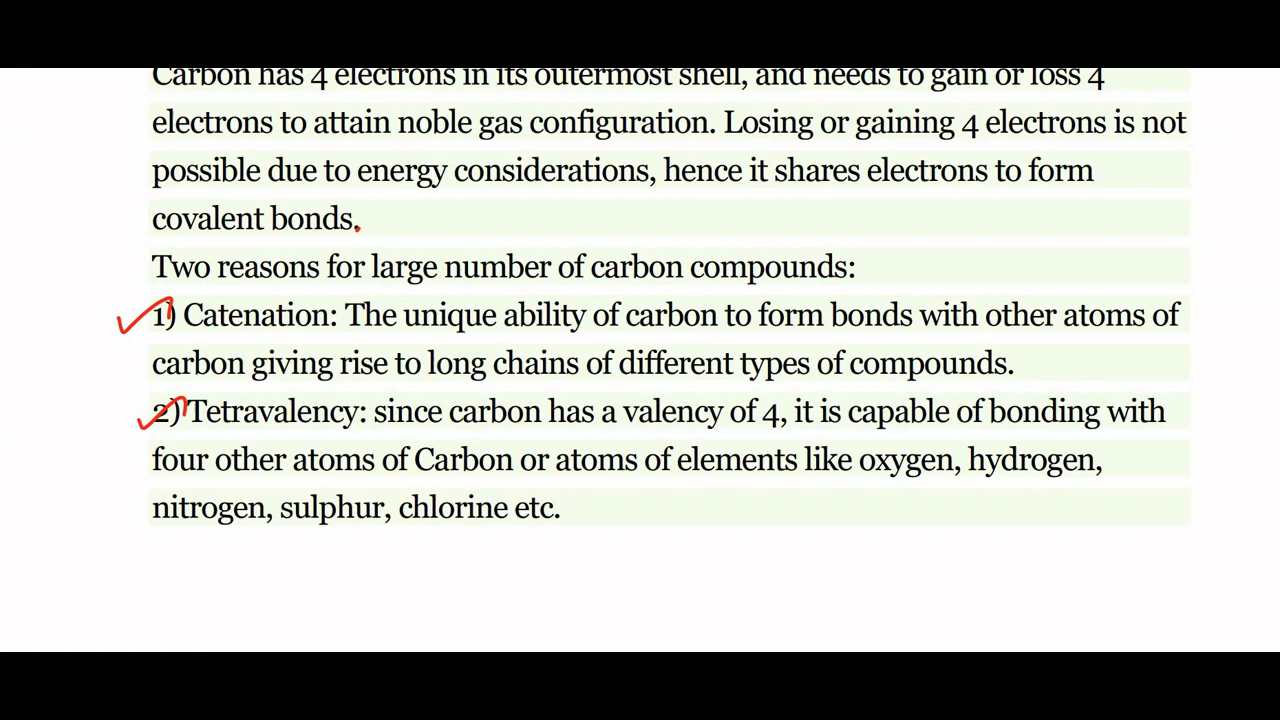 Carbon has 4 electrons in its outermost shell, and needs to gain or loss 4
electrons to attain noble gas configuration. Losing or gaining 4 electrons is not
possible due to energy considerations, hence it shares electrons to form
covalent bonds.
Two reasons for large number of carbon compounds:
1) Catenation: The unique ability of carbon to form bonds with other atoms of
carbon giving rise to long chains of different types of compounds.
2) Tetravalency: since carbon has a valency of 4, it is capable of bonding with
four other atoms of Carbon or atoms of elements like oxygen, hydrogen,
nitrogen, sulphur, chlorine etc.